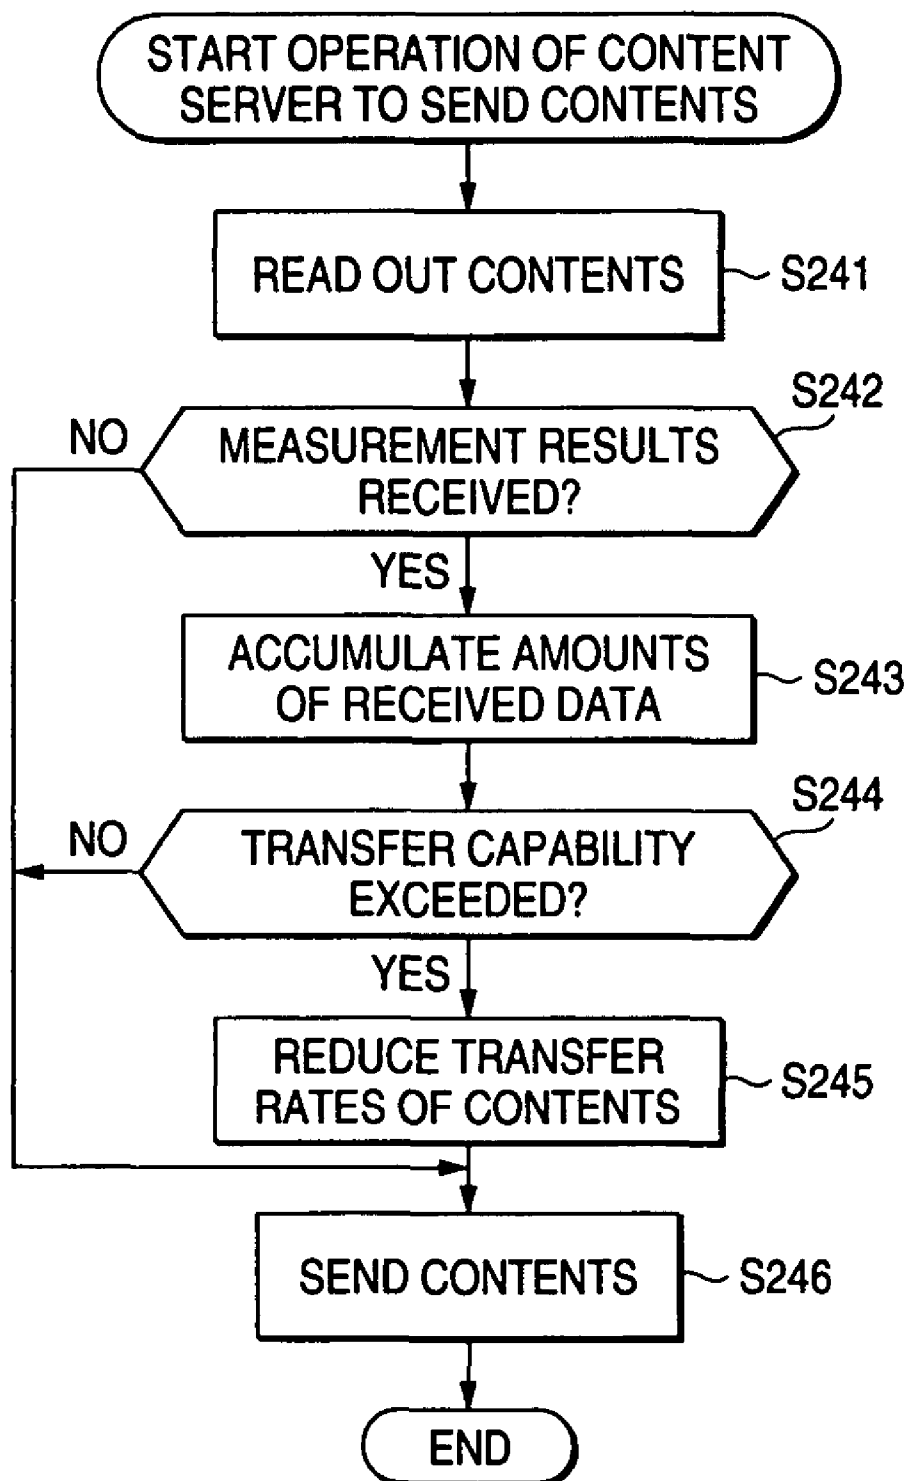 START OPERATION OF CONTENT
SERVER TO SEND CONTENTS
READ OUT CONTENTS
S241
S242
NO
MEASUREMENT RESULTS
RECEIVED?
YES
ACCUMULATE AMOUNTS
OF RECEIVED DATA
S243
S244
NO
TRANSFER CAPABILITY
EXCEEDED?
YES
REDUCE TRANSFER
RATES OF CONTENTS
S245
SEND CONTENTS
S246
END